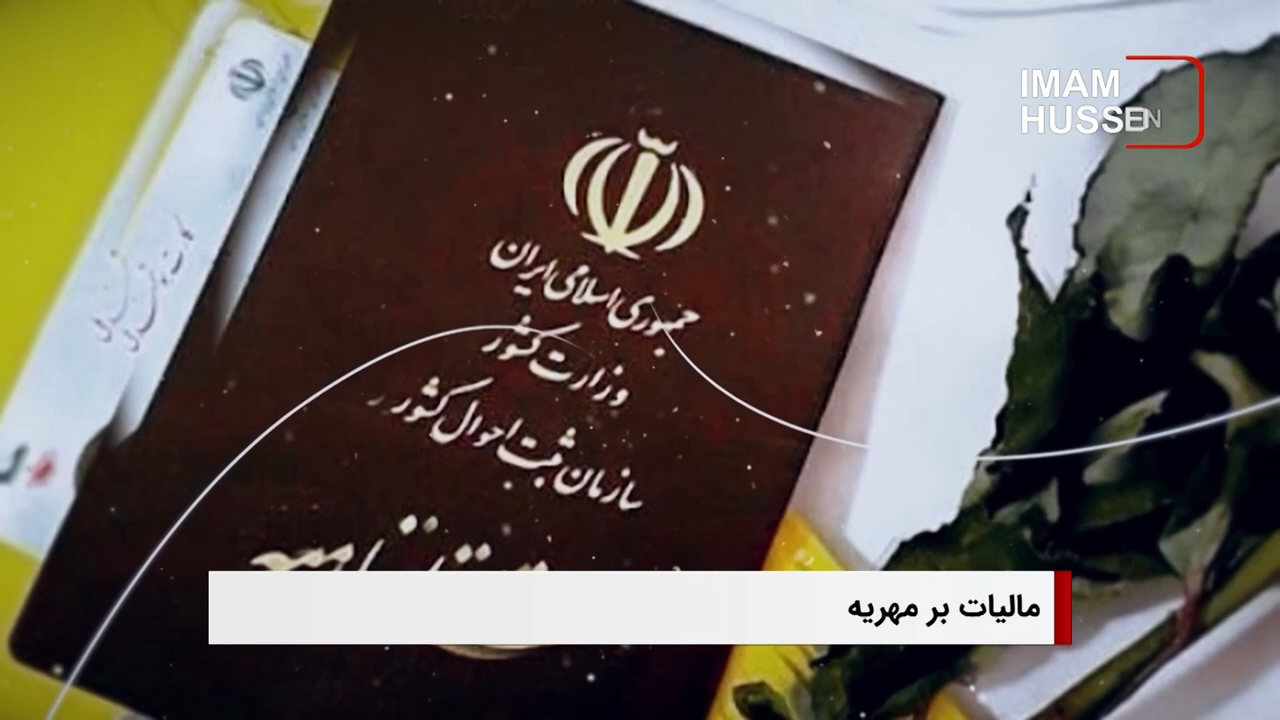 IMAM
HUSSEIN
جمهوری اسلامی ایران
وزارت کشور
سازمان ثبت احوال کشور
مالیات بر مهریه